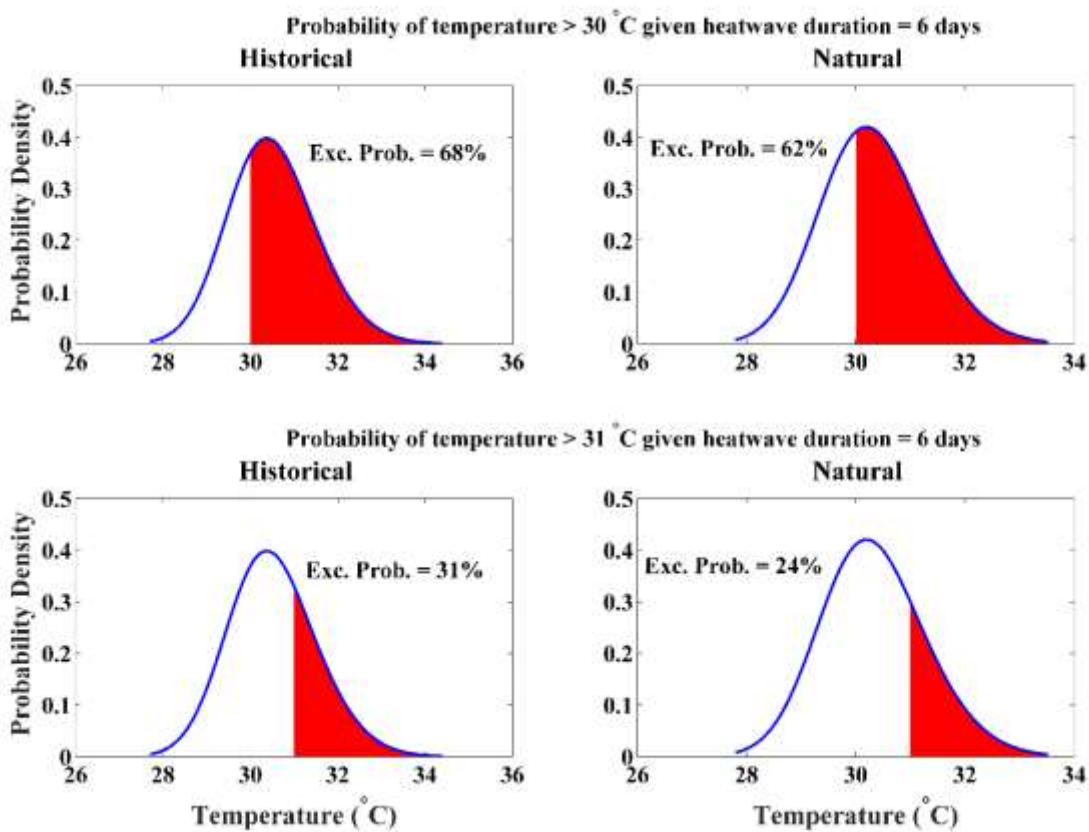 Probability of temperature > 30 °C given heatwave duration = 6 days
Historical
Natural
Probability Density
0.5
0.4
0.3
0.2
0.1
0
Exc. Prob. = 68%
26 28 30 32 34 36
0.5
0.4
0.3
0.2
0.1
0
Exc. Prob. = 62%
26 28 30 32 34
Probability of temperature > 31 °C given heatwave duration = 6 days
Historical
Natural
Probability Density
0.5
0.4
0.3
0.2
0.1
0
Exc. Prob. = 31%
26 28 30 32 34 36
Temperature (°C)
0.5
0.4
0.3
0.2
0.1
0
Exc. Prob. = 24%
26 28 30 32 34
Temperature (°C)